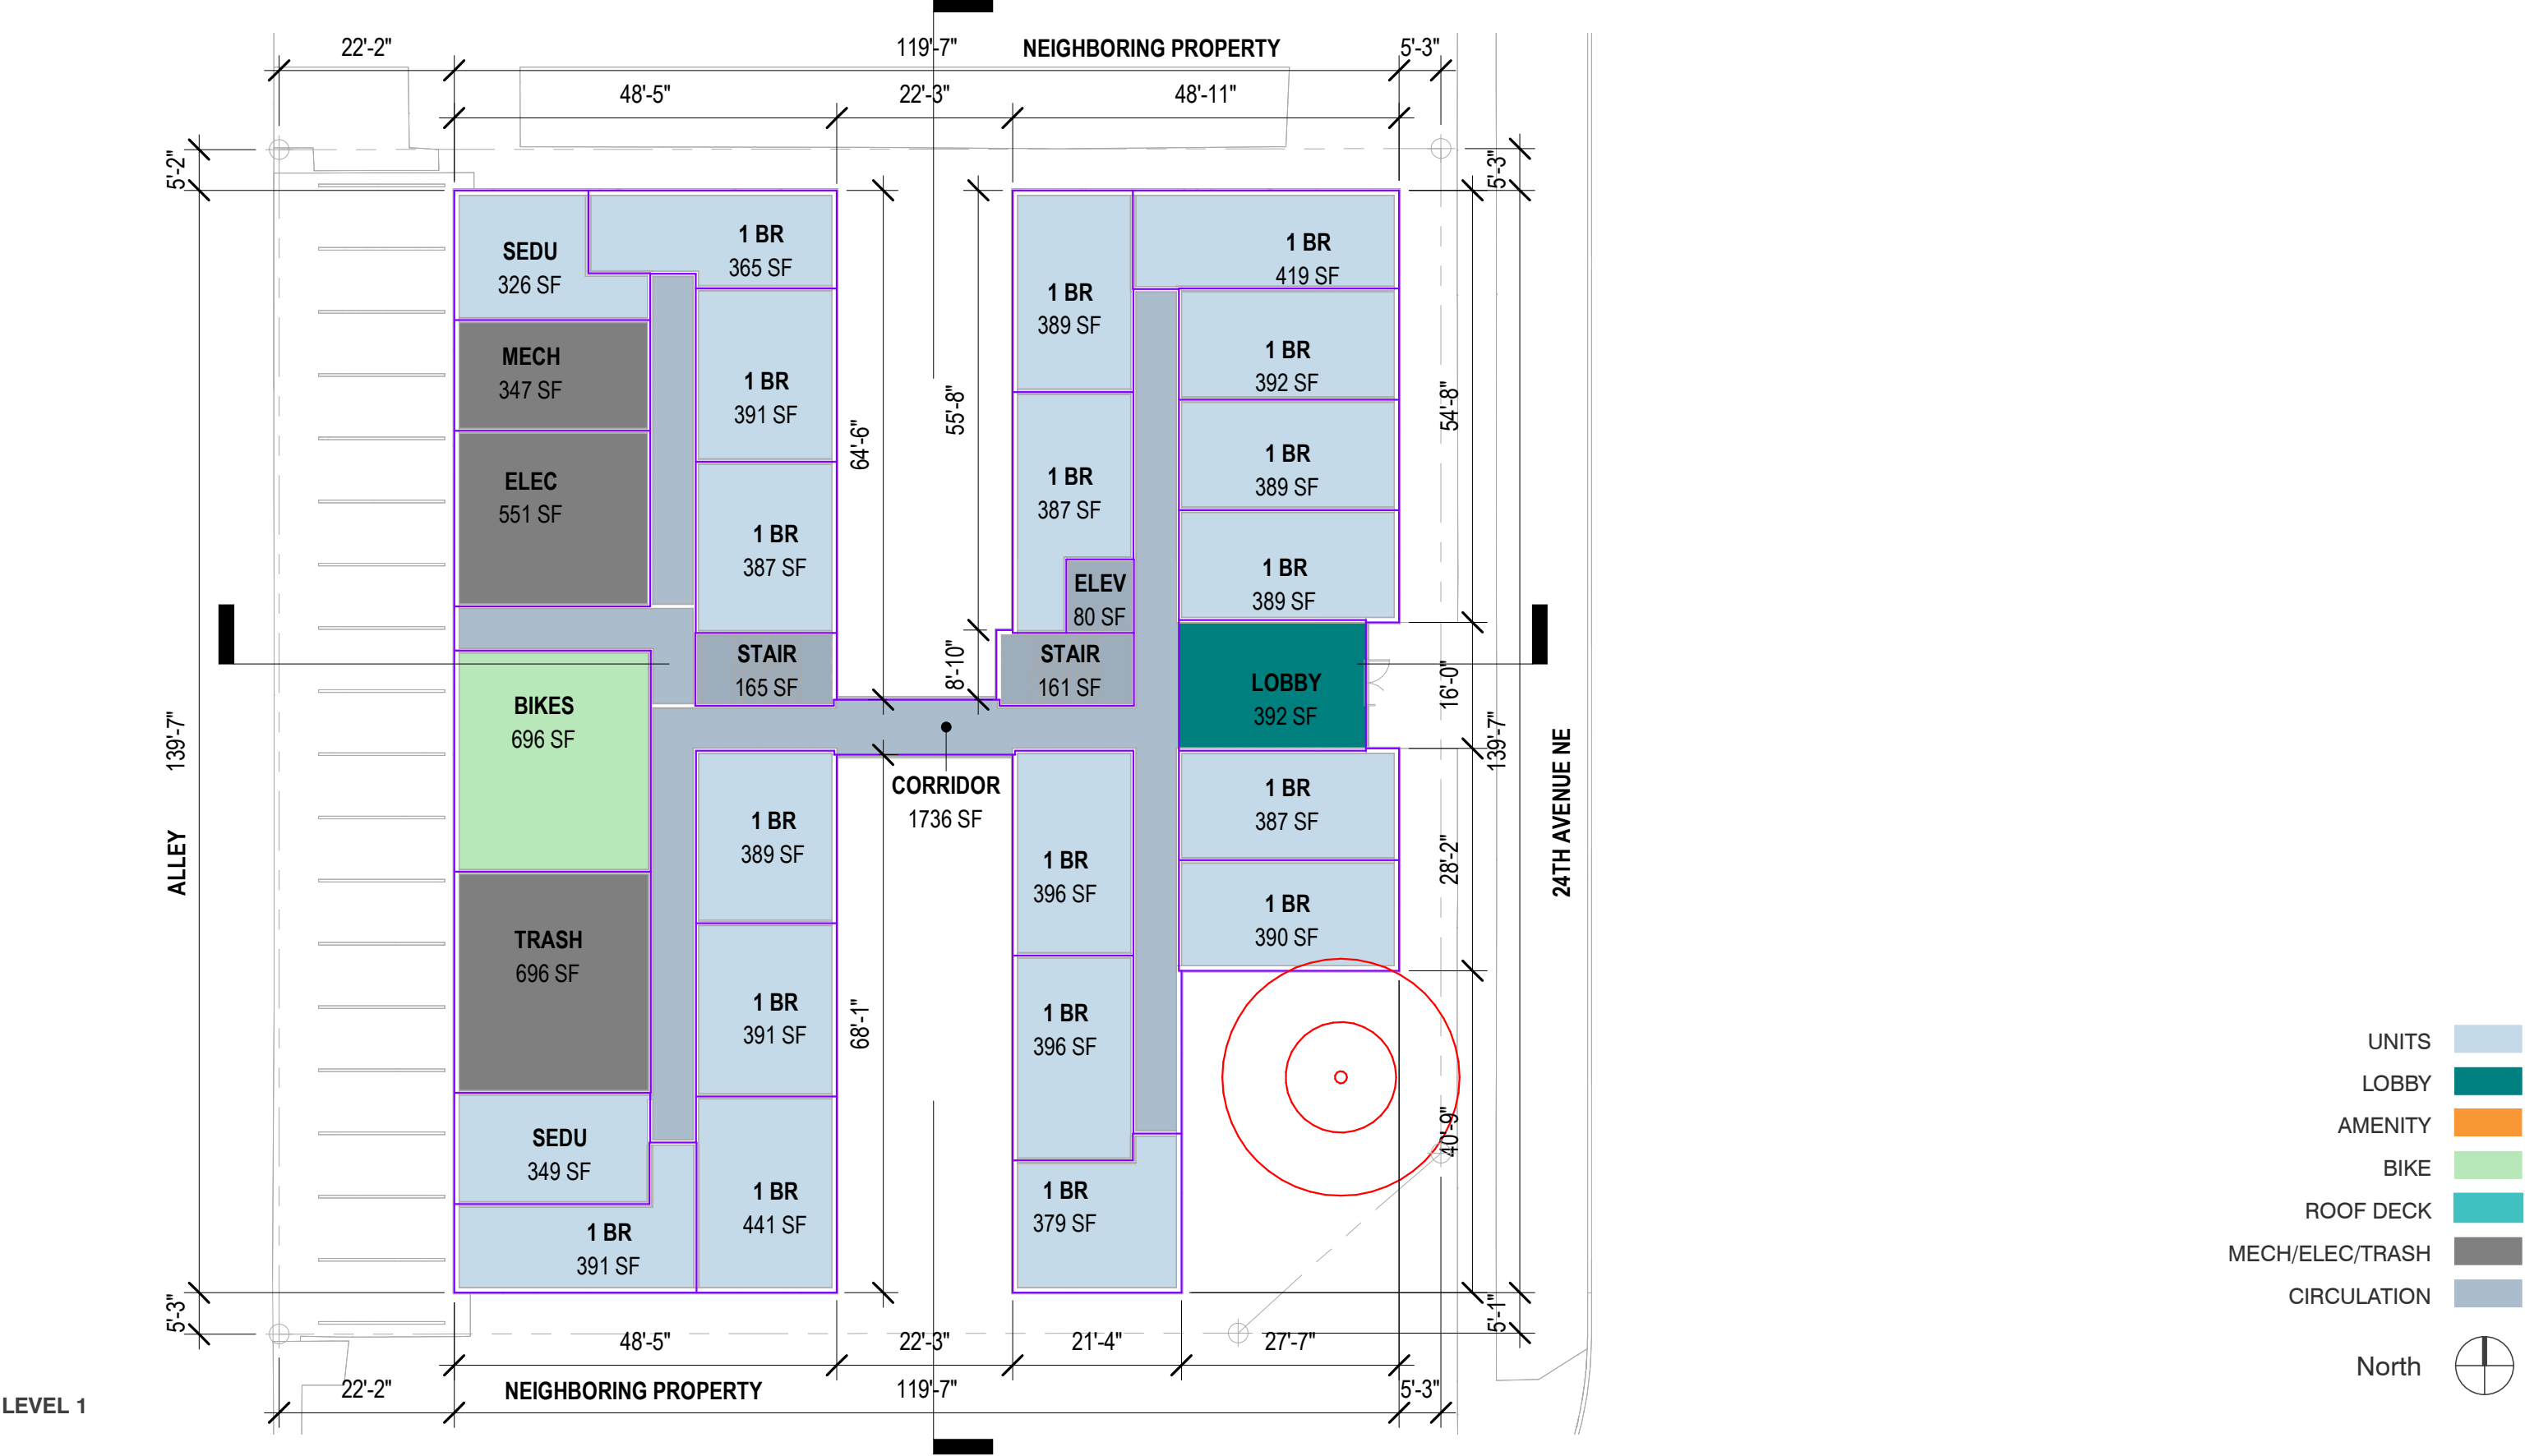 22'-2"
119'-7"
NEIGHBORING PROPERTY
5'-3"
48'-5"
22'-3"
48'-11"
5'-2"
5'-3"
SEDU
326 SF
1 BR
365 SF
1 BR
389 SF
1 BR
419 SF
MECH
347 SF
1 BR
391 SF
1 BR
392 SF
64'-6"
55'-8"
54'-8"
ELEC
551 SF
1 BR
387 SF
1 BR
387 SF
1 BR
389 SF
1 BR
389 SF
ELEV
80 SF
STAIR
165 SF
8'-10"
STAIR
161 SF
LOBBY
392 SF
16'-0"
BIKES
696 SF
139'-7"
139'-7"
CORRIDOR
1736 SF
ALLEY
24TH AVENUE NE
1 BR
389 SF
1 BR
396 SF
1 BR
387 SF
28'-2"
1 BR
390 SF
TRASH
696 SF
1 BR
391 SF
68'-1"
1 BR
396 SF
40'-9"
SEDU
349 SF
1 BR
391 SF
1 BR
441 SF
1 BR
379 SF
5'-3"
5'-1"
48'-5"
22'-3"
21'-4"
27'-7"
22'-2"
NEIGHBORING PROPERTY
119'-7"
5'-3"
LEVEL 1
UNITS
LOBBY
AMENITY
BIKE
ROOF DECK
MECH/ELEC/TRASH
CIRCULATION
North